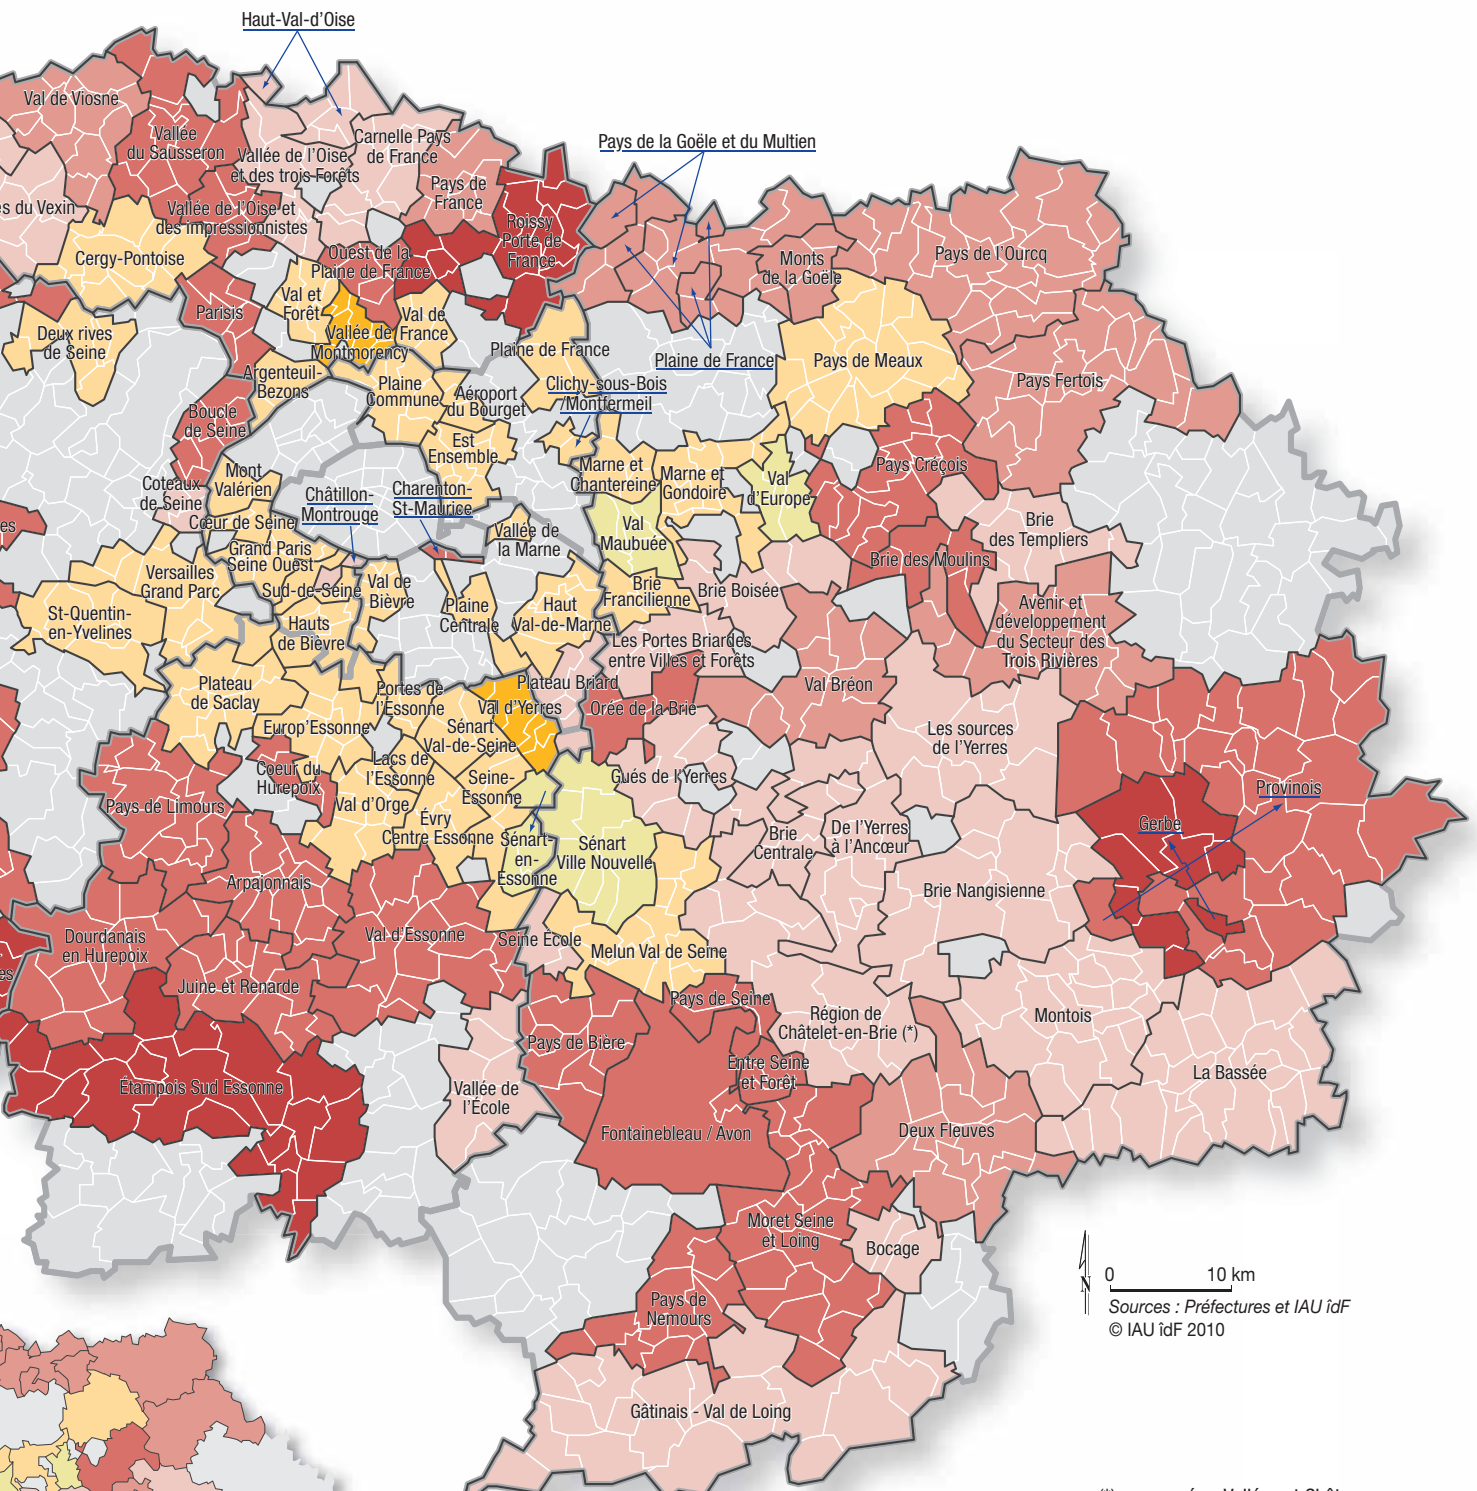 Haut-Val-d'Oise
Val de Viosne
Vallée
du Sausseron
Vallée de l'Oise
et des trois Forêts
Carnelle Pays
de France
Pays de
France
Pays de la Goële et du Multien
s du Vexin
Vallée de l'Oise et
des impressionnistes
Roissy
Porte de
France
Cergy-Pontoise
Ouest de la
Plaine de France
Monts
de la Goële
Pays de l'Ourcq
Parisis
Val et
Forêt
Val de
France
Deux rives
de Seine
Vallée de
Montmorency
Plaine de France
Plaine de France
Pays de Meaux
Pays Fertois
Argenteuil-
Bezons
Plaine
Commune
Aéroport
du Bourget
Clichy-sous-Bois
/Montfermeil
Boucle
de Seine
Est
Ensemble
Mont
Valérien
Marne et
Chantereine
Marne et
Gondoire
Val
d'Europe
Pays Créçois
Coteaux
de Seine
Châtillon-
Montrouge
Charenton-
St-Maurice
es
Cœur de Seine
Vallée de
la Marne
Val
Maubuée
Brie
des Templiers
Grand Paris
Seine Ouest
Brie des Moulins
Versailles
Grand Parc
Sud-de-Seine
Val de
Bièvre
Brie
Francilienne
Brie Boisée
St-Quentin-
en-Yvelines
Hauts
de Bièvre
Plaine
Centrale
Haut
Val-de-Marne
Avenir et
développement
du Secteur des
Trois Rivières
Les Portes Briardes
entre Villes et Forêts
Plateau
de Saclay
Portes de
l'Essonne
Plateau Briard
Val d'Yerres
Orée de la Brie
Val Bréon
Europ'Essonne
Sénart
Val-de-Seine
Les sources
de l'Yerres
Coeur du
Hurepoix
Lacs de
l'Essonne
Seine-
Essonne
Gués de l'Yerres
Provinois
Pays de Limours
Val d'Orge
Évry
Centre Essonne
Gerbe
Sénart-
en-
Essonne
Sénart
Ville Nouvelle
Brie
Centrale
De l'Yerres
à l'Ancœur
Arpajonnais
Brie Nangisienne
Dourdanais
en Hurepoix
Val d'Essonne
Seine École
Melun Val de Seine
es
Juine et Renarde
Pays de Seine
Région de
Châtelet-en-Brie (*)
Montois
Pays de Bière
Entre Seine
et Forêt
La Bassée
Étampois Sud Essonne
Vallée de
l'École
Fontainebleau / Avon
Deux Fleuves
Moret Seine
et Loing
Bocage
Pays de
Nemours
Gâtinais - Val de Loing
N
0 10 km
Sources : Préfectures et IAU îdF
© IAU îdF 2010